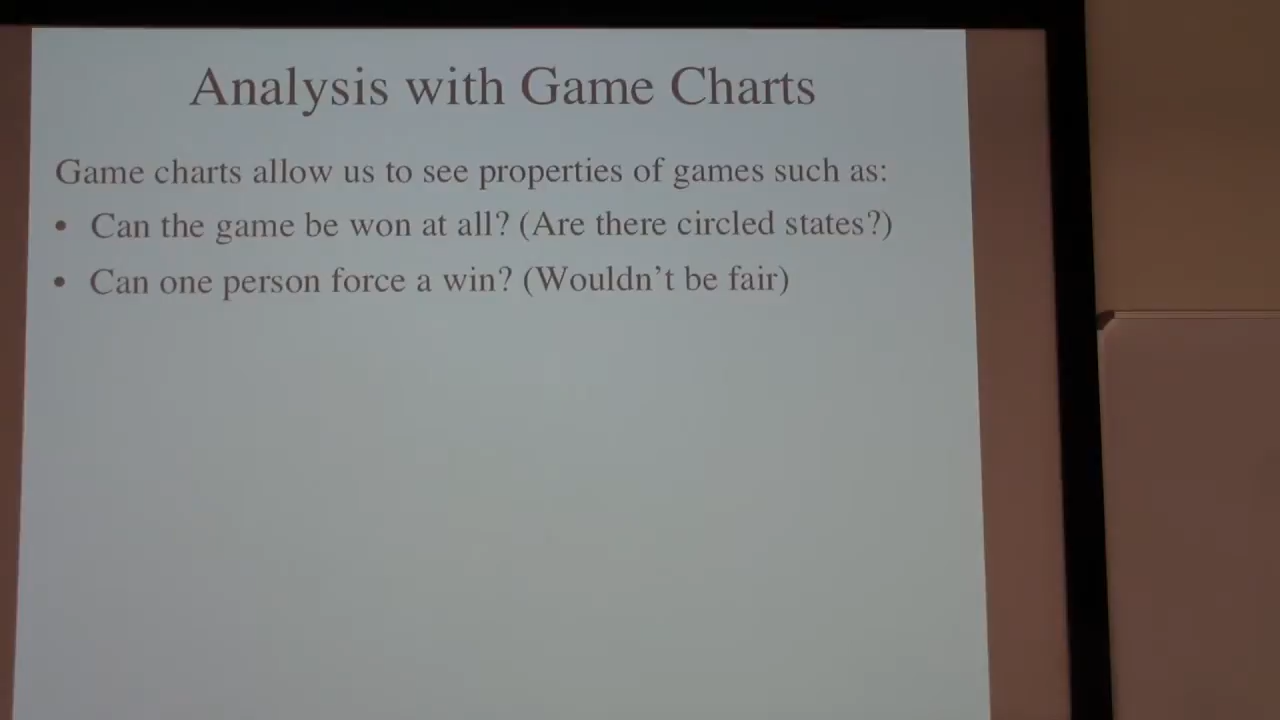 Analysis with Game Charts
Game charts allow us to see properties of games such as:
• Can the game be won at all? (Are there circled states?)
• Can one person force a win? (Wouldn't be fair)